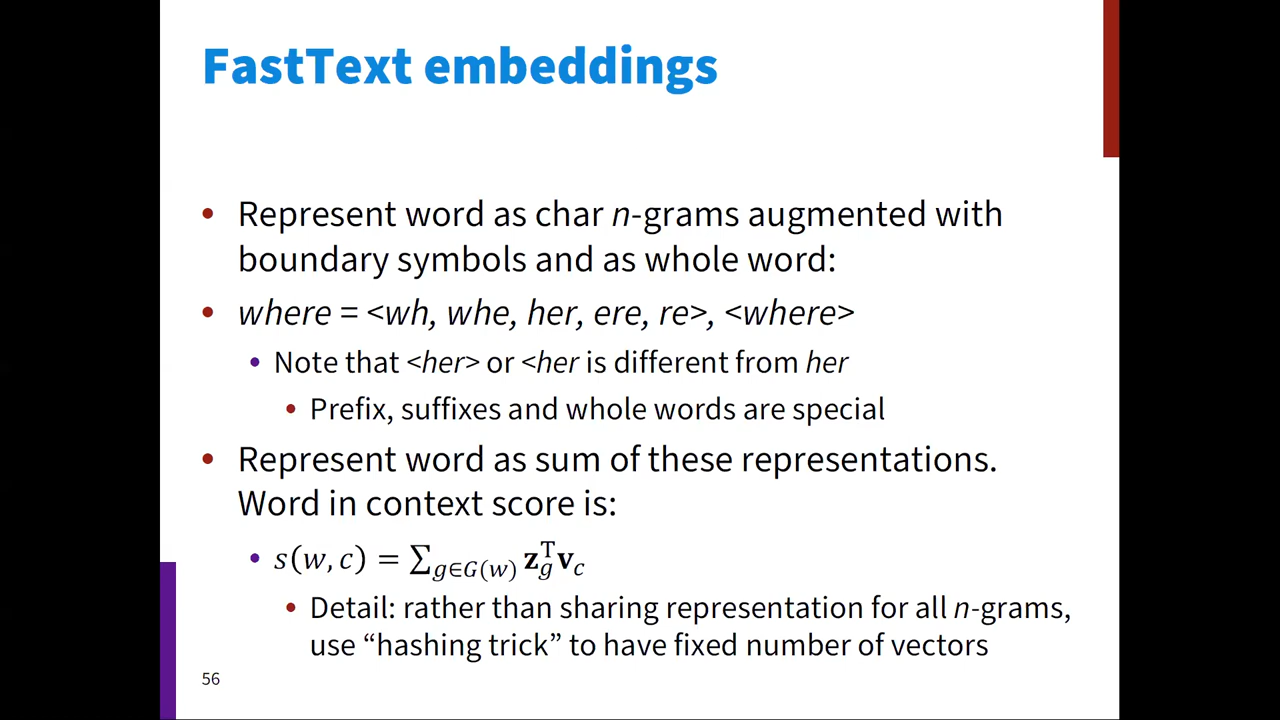 FastText embeddings
• Represent word as char n-grams augmented with
boundary symbols and as whole word:
• where = <wh, whe, her, ere, re>, <where>
• Note that <her> or <her is different from her
• Prefix, suffixes and whole words are special
• Represent word as sum of these representations.
Word in context score is:
• s(w, c) = ∑_{g∈G(w)} z_g^T v_c
• Detail: rather than sharing representation for all n-grams,
use “hashing trick” to have fixed number of vectors
56